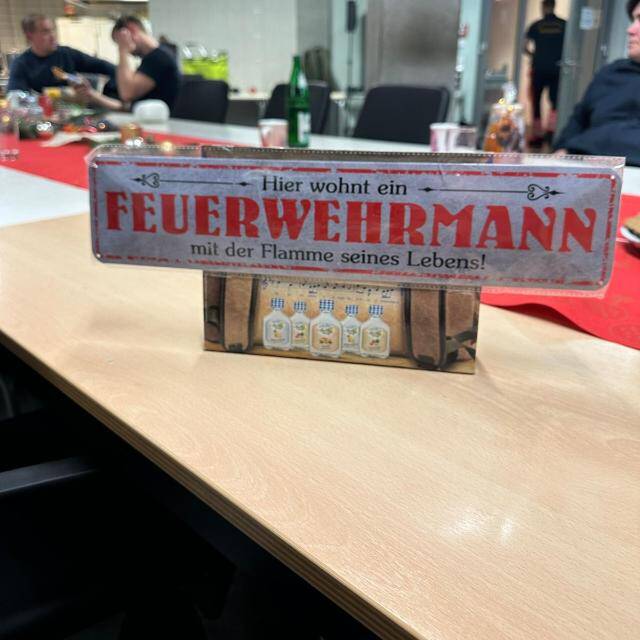 Hier wohnt ein
FEUERWEHRMANN
mit der Flamme seines Lebens!